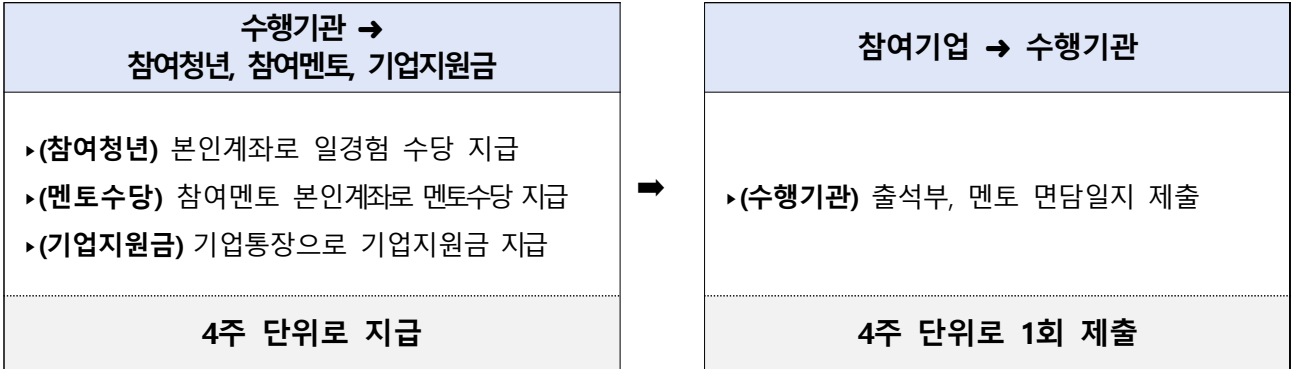 수행기관 ➜
참여청년, 참여멘토, 기업지원금
▸(참여청년) 본인계좌로 일경험 수당 지급
▸(멘토수당) 참여멘토 본인계좌로 멘토수당 지급
▸(기업지원금) 기업통장으로 기업지원금 지급
4주 단위로 지급
➡
참여기업 ➜ 수행기관
▸(수행기관) 출석부, 멘토 면담일지 제출
4주 단위로 1회 제출